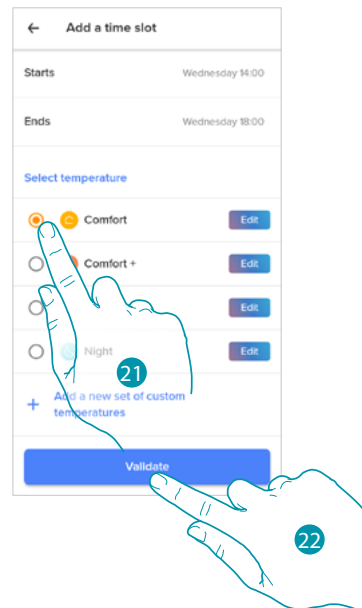 ← Add a time slot
Starts Wednesday 14:00
Ends Wednesday 18:00
Select temperature
Comfort Edit
Comfort + Edit
Edit
Night Edit
+ Add a new set of custom
temperatures
Validate
21
22